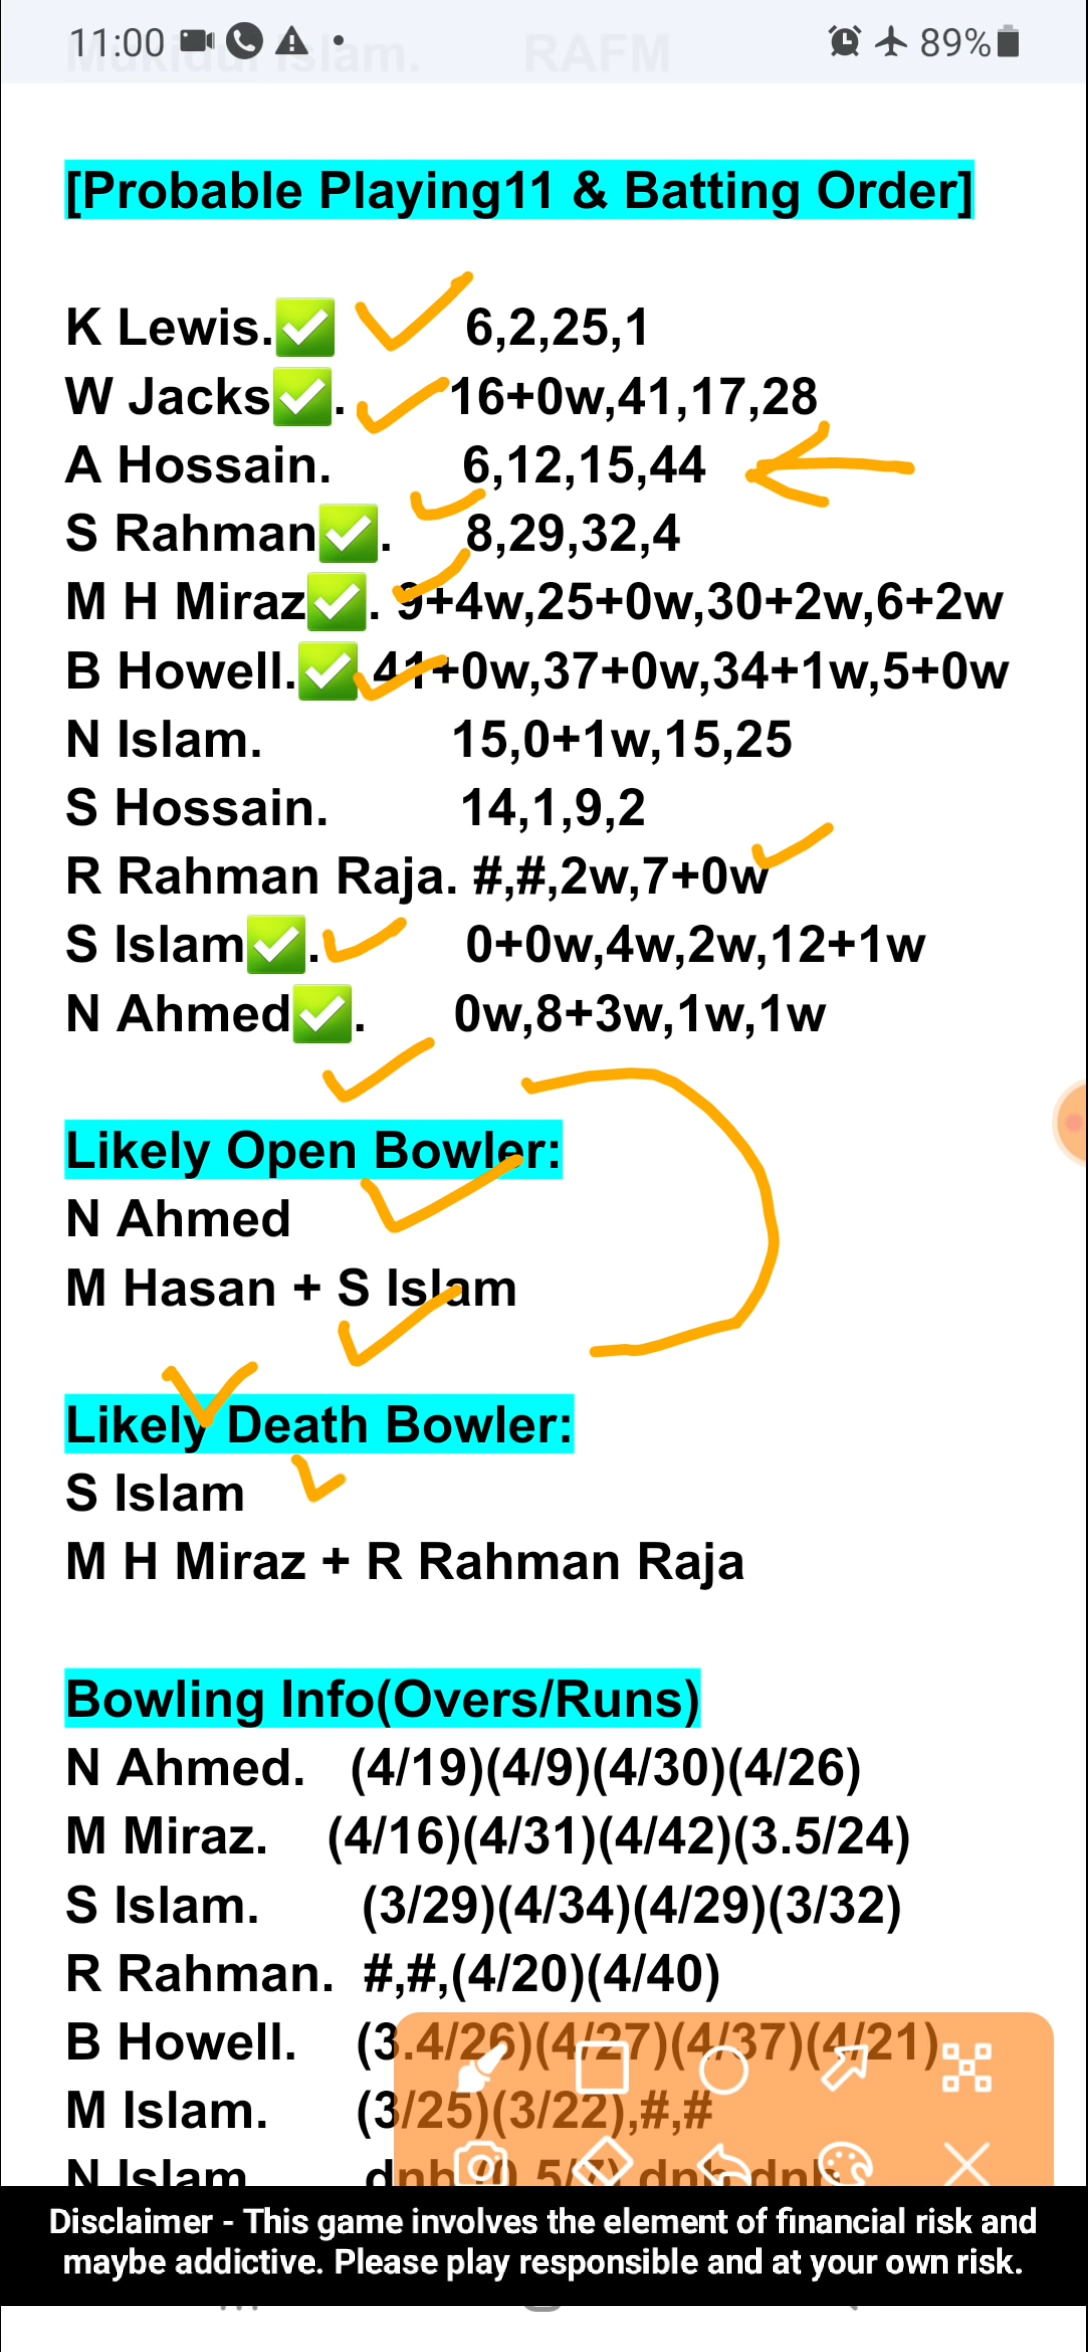 11:00 89%
Mukidul Islam. RAFM
[Probable Playing11 & Batting Order]
K Lewis.✅ 6,2,25,1
W Jacks✅. 16+0w,41,17,28
A Hossain. 6,12,15,44
S Rahman✅. 8,29,32,4
M H Miraz✅. 9+4w,25+0w,30+2w,6+2w
B Howell.✅ 41+0w,37+0w,34+1w,5+0w
N Islam. 15,0+1w,15,25
S Hossain. 14,1,9,2
R Rahman Raja. #,#,2w,7+0w
S Islam✅. 0+0w,4w,2w,12+1w
N Ahmed✅. 0w,8+3w,1w,1w
Likely Open Bowler:
N Ahmed
M Hasan + S Islam
Likely Death Bowler:
S Islam
M H Miraz + R Rahman Raja
Bowling Info(Overs/Runs)
N Ahmed. (4/19)(4/9)(4/30)(4/26)
M Miraz. (4/16)(4/31)(4/42)(3.5/24)
S Islam. (3/29)(4/34)(4/29)(3/32)
R Rahman. #,#,(4/20)(4/40)
B Howell. (3.4/26)(4/27)(4/37)(4/21)
M Islam. (3/25)(3/22),#,#
N Islam dnb dnb dnb
Disclaimer - This game involves the element of financial risk and
maybe addictive. Please play responsible and at your own risk.